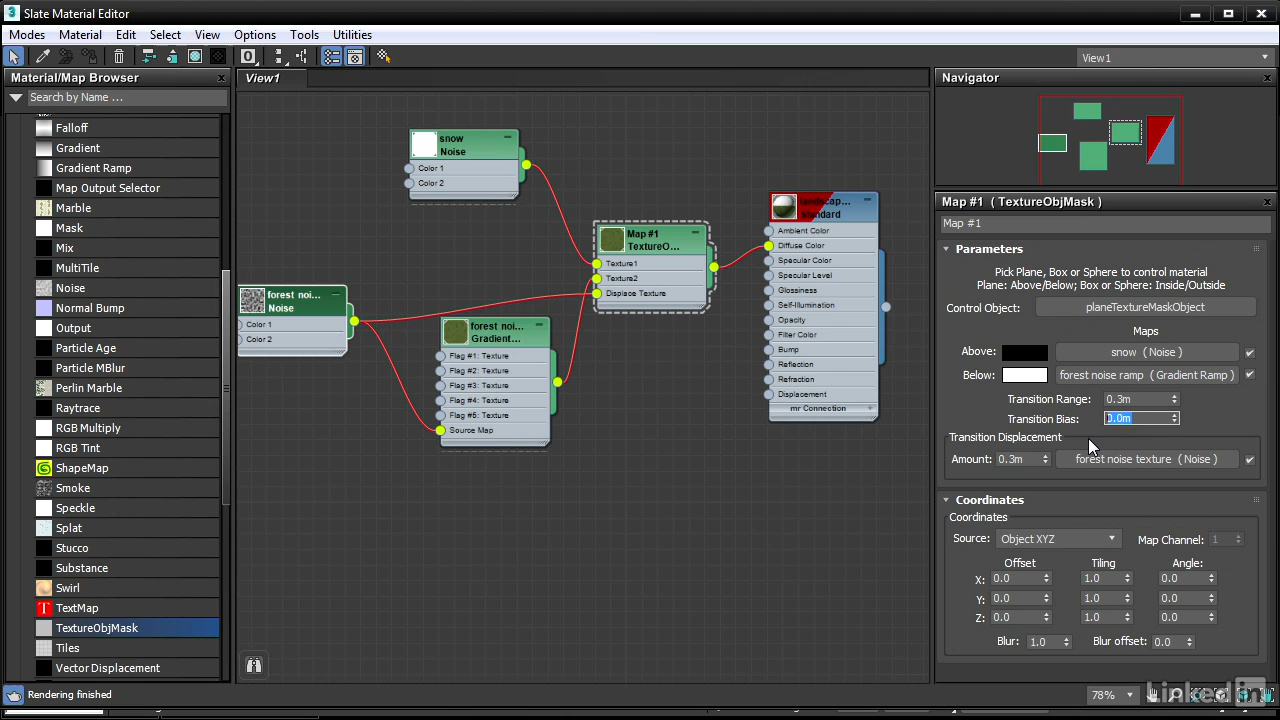 Slate Material Editor
Modes Material Edit Select View Options Tools Utilities
View1
Material/Map Browser
Search by Name ...
Falloff
Gradient
Gradient Ramp
Map Output Selector
Marble
Mask
Mix
MultiTile
Noise
Normal Bump
Output
Particle Age
Particle MBlur
Perlin Marble
Raytrace
RGB Multiply
RGB Tint
ShapeMap
Smoke
Speckle
Splat
Stucco
Substance
Swirl
TextMap
TextureObjMask
Tiles
Vector Displacement
Rendering finished
View1
snow
Noise
Color 1
Color 2
forest noi...
Noise
Color 1
Color 2
forest noi...
Gradient...
Flag #1: Texture
Flag #2: Texture
Flag #3: Texture
Flag #4: Texture
Flag #5: Texture
Source Map
Map #1
TextureO...
Texture1
Texture2
Displace Texture
landscap...
standard
Ambient Color
Diffuse Color
Specular Color
Specular Level
Glossiness
Self-Illumination
Opacity
Filter Color
Bump
Reflection
Refraction
Displacement
mr Connection
Navigator
Map #1 ( TextureObjMask )
Map #1
Parameters
Pick Plane, Box or Sphere to control material
Plane: Above/Below; Box or Sphere: Inside/Outside
Control Object: planeTextureMaskObject
Maps
Above: snow ( Noise )
Below: forest noise ramp ( Gradient Ramp )
Transition Range: 0.3m
Transition Bias: 0.0m
Transition Displacement
Amount: 0.3m forest noise texture ( Noise )
Coordinates
Coordinates
Source: Object XYZ Map Channel: 1
Offset Tiling Angle:
X: 0.0 1.0 0.0
Y: 0.0 1.0 0.0
Z: 0.0 1.0 0.0
Blur: 1.0 Blur offset: 0.0
78%
Linked in